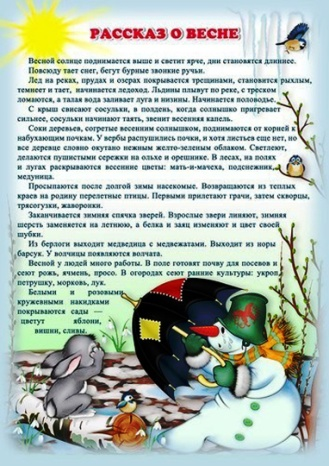 РАССКАЗ О ВЕСНЕ
Весной солнце поднимается выше и светит ярче, дни становятся длиннее.
Повсюду тает снег, бегут бурные звонкие ручьи.
Лед на реках, прудах и озерах покрывается трещинами, становится рыхлым,
темнеет и тает, начинается ледоход. Льдины плывут по реке, с треском
ломаются, а талая вода заливает луга и низины. Начинается половодье.
С крыш свисают сосульки, в полдень, когда солнышко пригревает
сильнее, сосульки начинают таять, звенит весенняя капель.
Соки деревьев, согретые весенним солнышком, поднимаются от корней к
набухающим почкам. У вербы распушились почки, и хотя листьев еще нет, но
все деревце словно окутано нежным желто-зеленым облаком. Светлеют,
делаются пушистыми сережки на ольхе и орешнике. В лесах, на полях
и лугах раскрываются весенние цветы: мать-и-мачеха, подснежник,
медуница.
Просыпаются после долгой зимы насекомые. Возвращаются из теплых
краев на родину перелетные птицы. Первыми прилетают грачи, затем скворцы,
трясогузки, жаворонки.
Заканчивается зимняя спячка зверей. Взрослые звери линяют, зимняя
шерсть заменяется на летнюю, а белка и заяц изменяют и цвет своей
шубки.
Из берлоги выходит медведица с медвежатами. Выходит из норы
барсук. У волчицы появляются волчата.
Весной у людей много работы. В поле готовят почву для посевов и
сеют рожь, ячмень, просо. В огородах сеют ранние культуры: укроп,
петрушку, морковь, лук.
Белыми и розовыми
кружевными накидками
покрываются сады —
цветут яблони,
вишни, сливы.